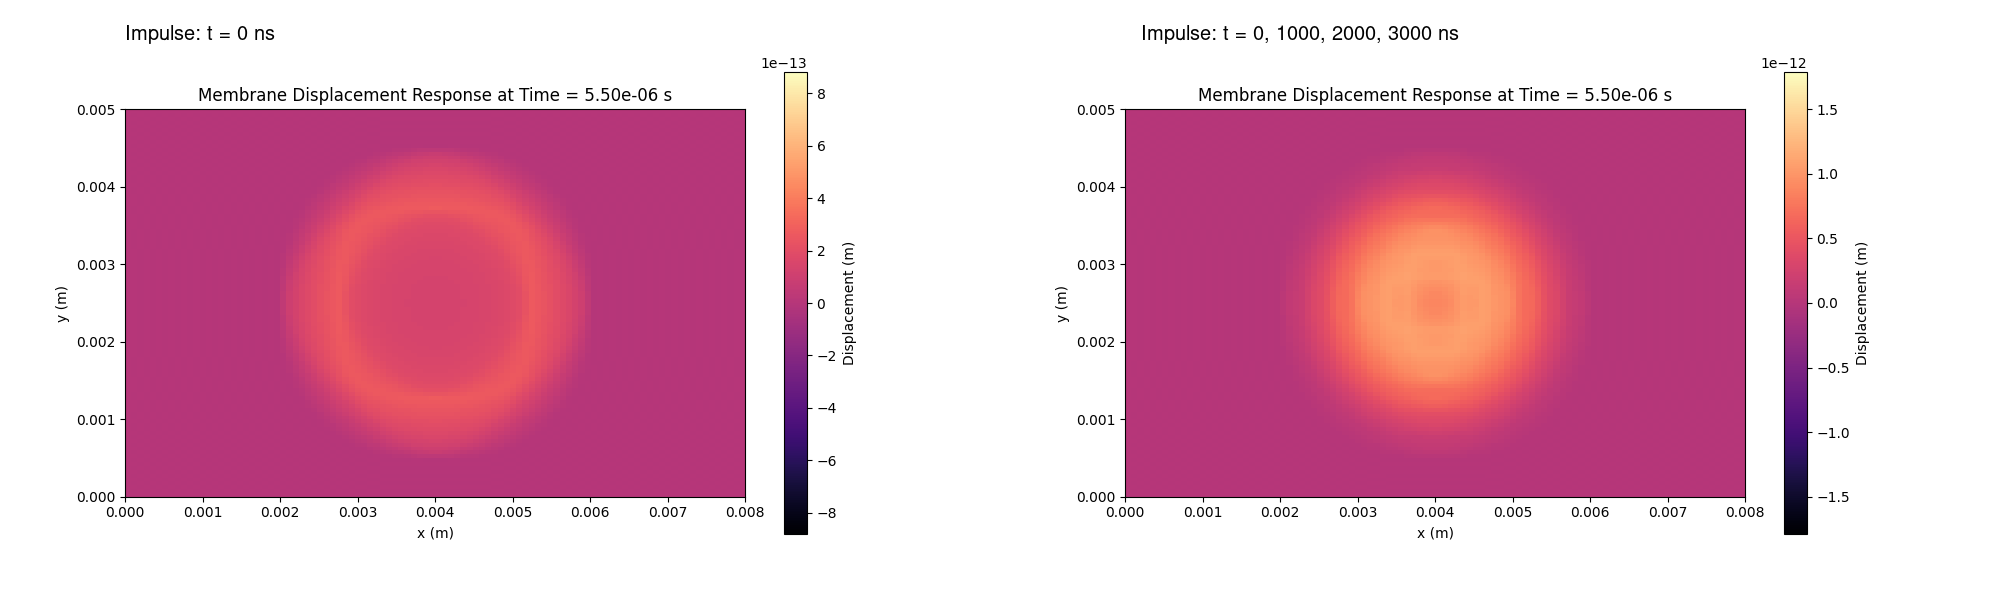 Impulse: t = 0 ns
1e−13
Membrane Displacement Response at Time = 5.50e-06 s
0.005
0.004
0.003
0.002
0.001
0.000
y (m)
0.000 0.001 0.002 0.003 0.004 0.005 0.006 0.007 0.008
x (m)
8
6
4
2
0
−2
−4
−6
−8
Displacement (m)
Impulse: t = 0, 1000, 2000, 3000 ns
1e−12
Membrane Displacement Response at Time = 5.50e-06 s
0.005
0.004
0.003
0.002
0.001
0.000
y (m)
0.000 0.001 0.002 0.003 0.004 0.005 0.006 0.007 0.008
x (m)
1.5
1.0
0.5
0.0
−0.5
−1.0
−1.5
Displacement (m)